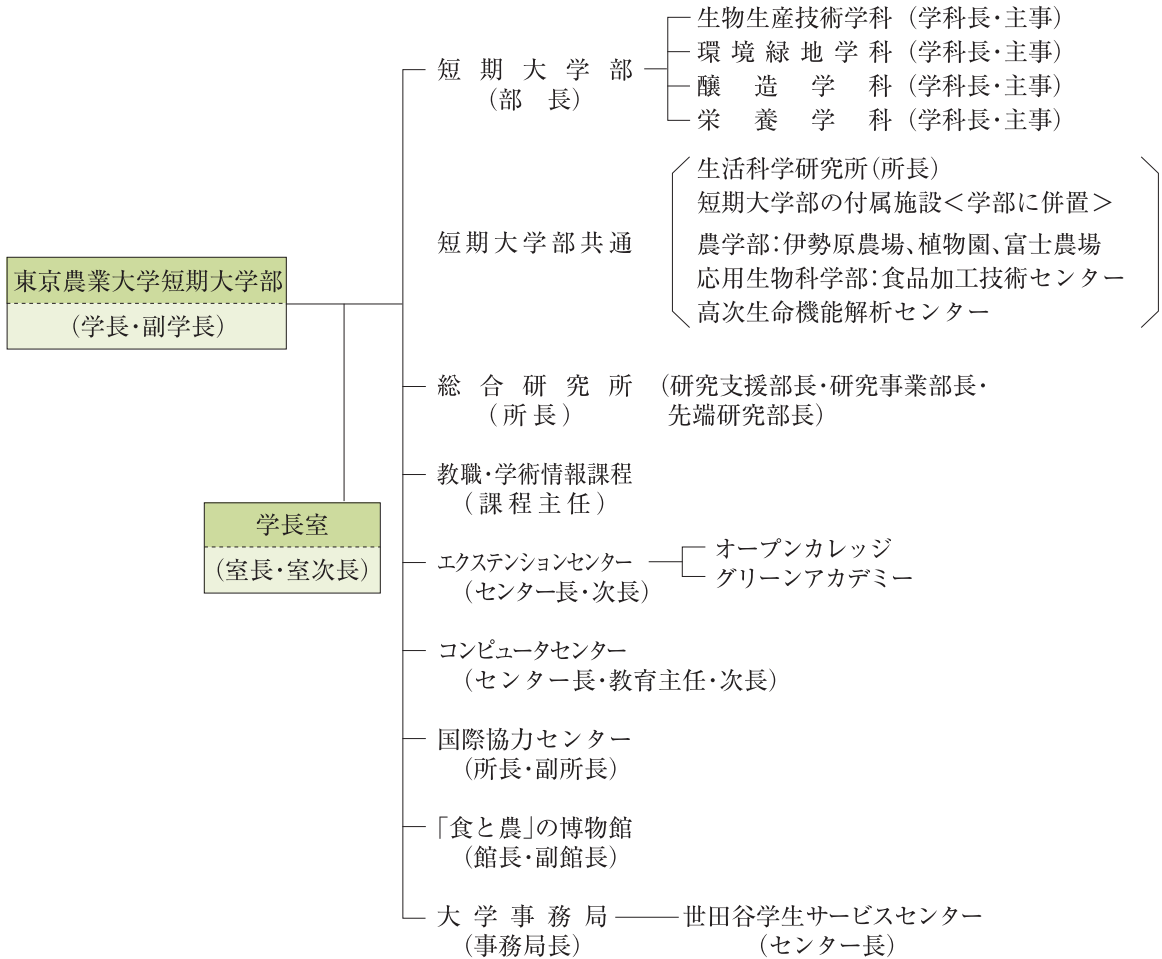 東京農業大学短期大学部
（学長・副学長）
学長室
（室長・室次長）
短期大学部
（部　長）
生物生産技術学科（学科長・主事）
環境緑地学科（学科長・主事）
醸造学科（学科長・主事）
栄養学科（学科長・主事）
短期大学部共通
生活科学研究所（所長）
短期大学部の付属施設＜学部に併置＞
農学部：伊勢原農場、植物園、富士農場
応用生物科学部：食品加工技術センター
高次生命機能解析センター
総合研究所　（研究支援部長・研究事業部長・
（所長）　先端研究部長）
教職・学術情報課程
（課程主任）
エクステンションセンター
（センター長・次長）
オープンカレッジ
グリーンアカデミー
コンピュータセンター
（センター長・教育主任・次長）
国際協力センター
（所長・副所長）
「食と農」の博物館
（館長・副館長）
大学事務局
（事務局長）
世田谷学生サービスセンター
（センター長）